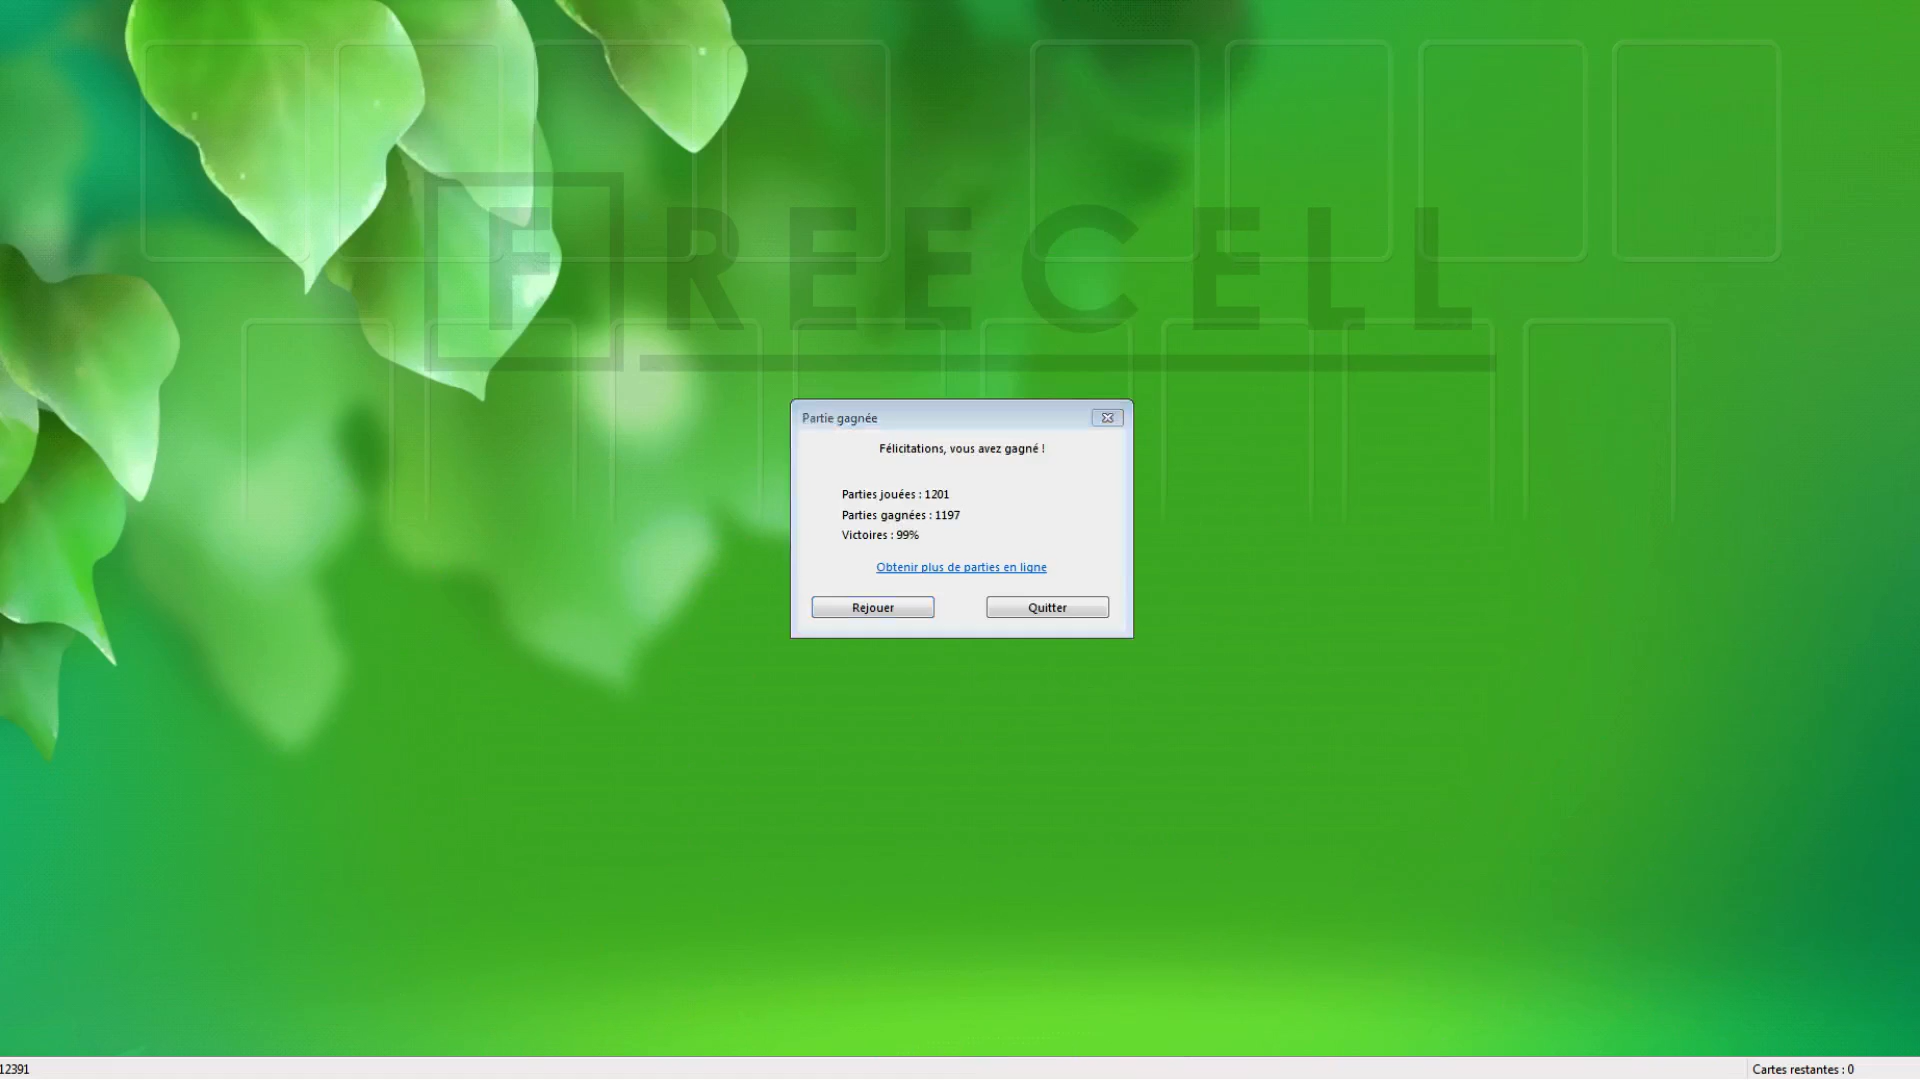 FREECELL
Partie gagnée
Félicitations, vous avez gagné !
Parties jouées : 1201
Parties gagnées : 1197
Victoires : 99%
Obtenir plus de parties en ligne
Rejouer
Quitter
12391
Cartes restantes : 0